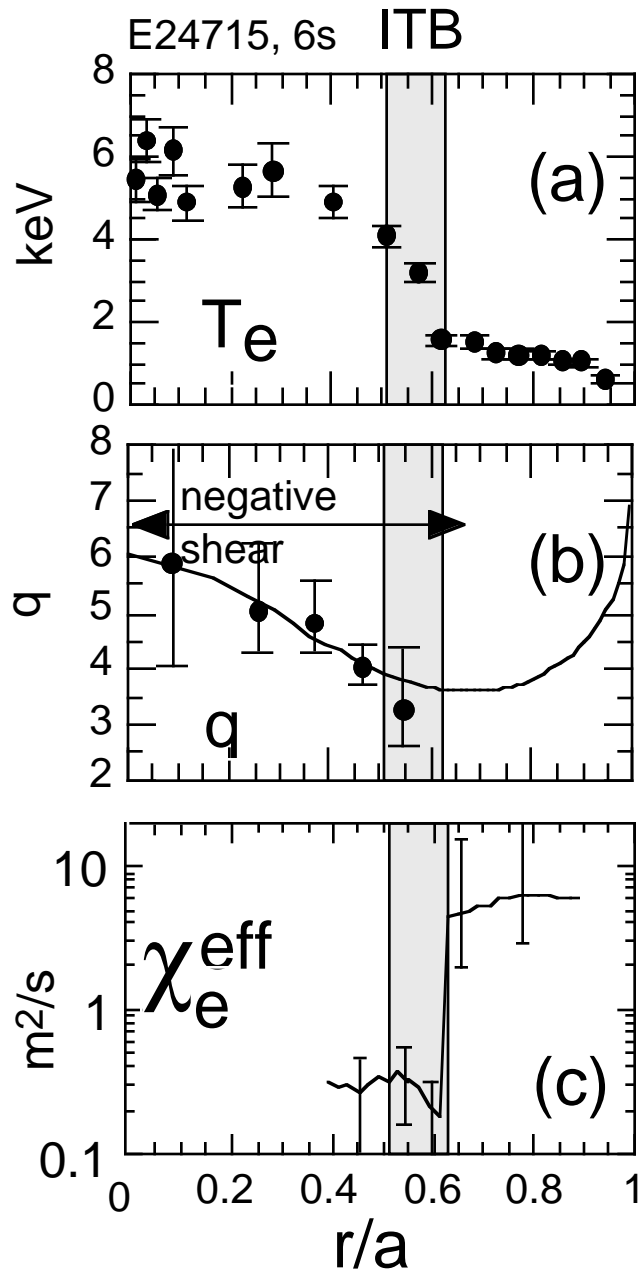 E24715, 6s ITB
8
6
4
2
0
keV
(a)
Te
8
7
6
5
4
3
2
q
negative
shear
(b)
q
10
1
0.1
m²/s
χₑᵉᶠᶠ
(c)
0 0.2 0.4 0.6 0.8 1
r/a